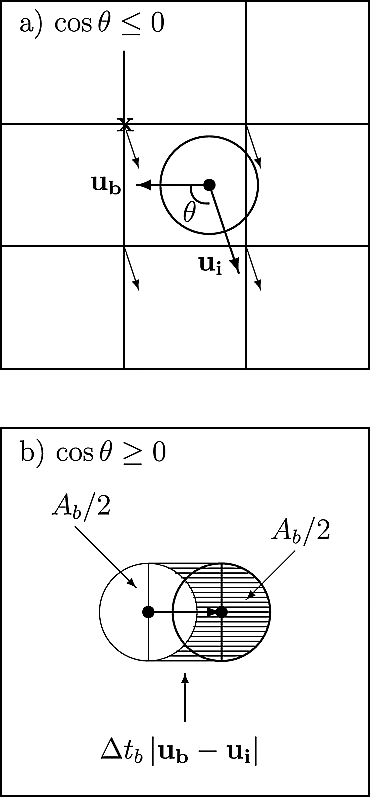 a) cos θ ≤ 0
x
u_b
θ
u_i
b) cos θ ≥ 0
A_b/2
A_b/2
Δt_b |u_b − u_i|